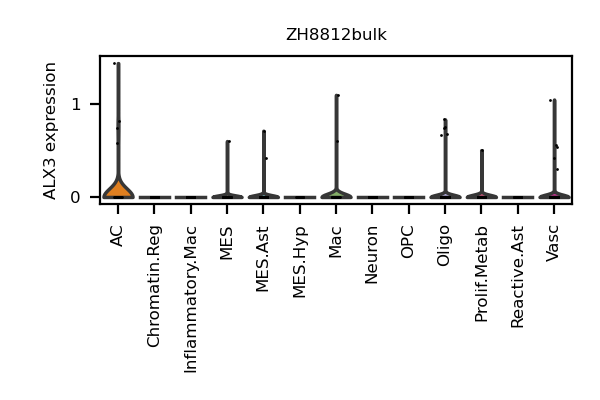 ZH8812bulk
ALX3 expression
1
0
AC
Chromatin.Reg
Inflammatory.Mac
MES
MES.Ast
MES.Hyp
Mac
Neuron
OPC
Oligo
Prolif.Metab
Reactive.Ast
Vasc